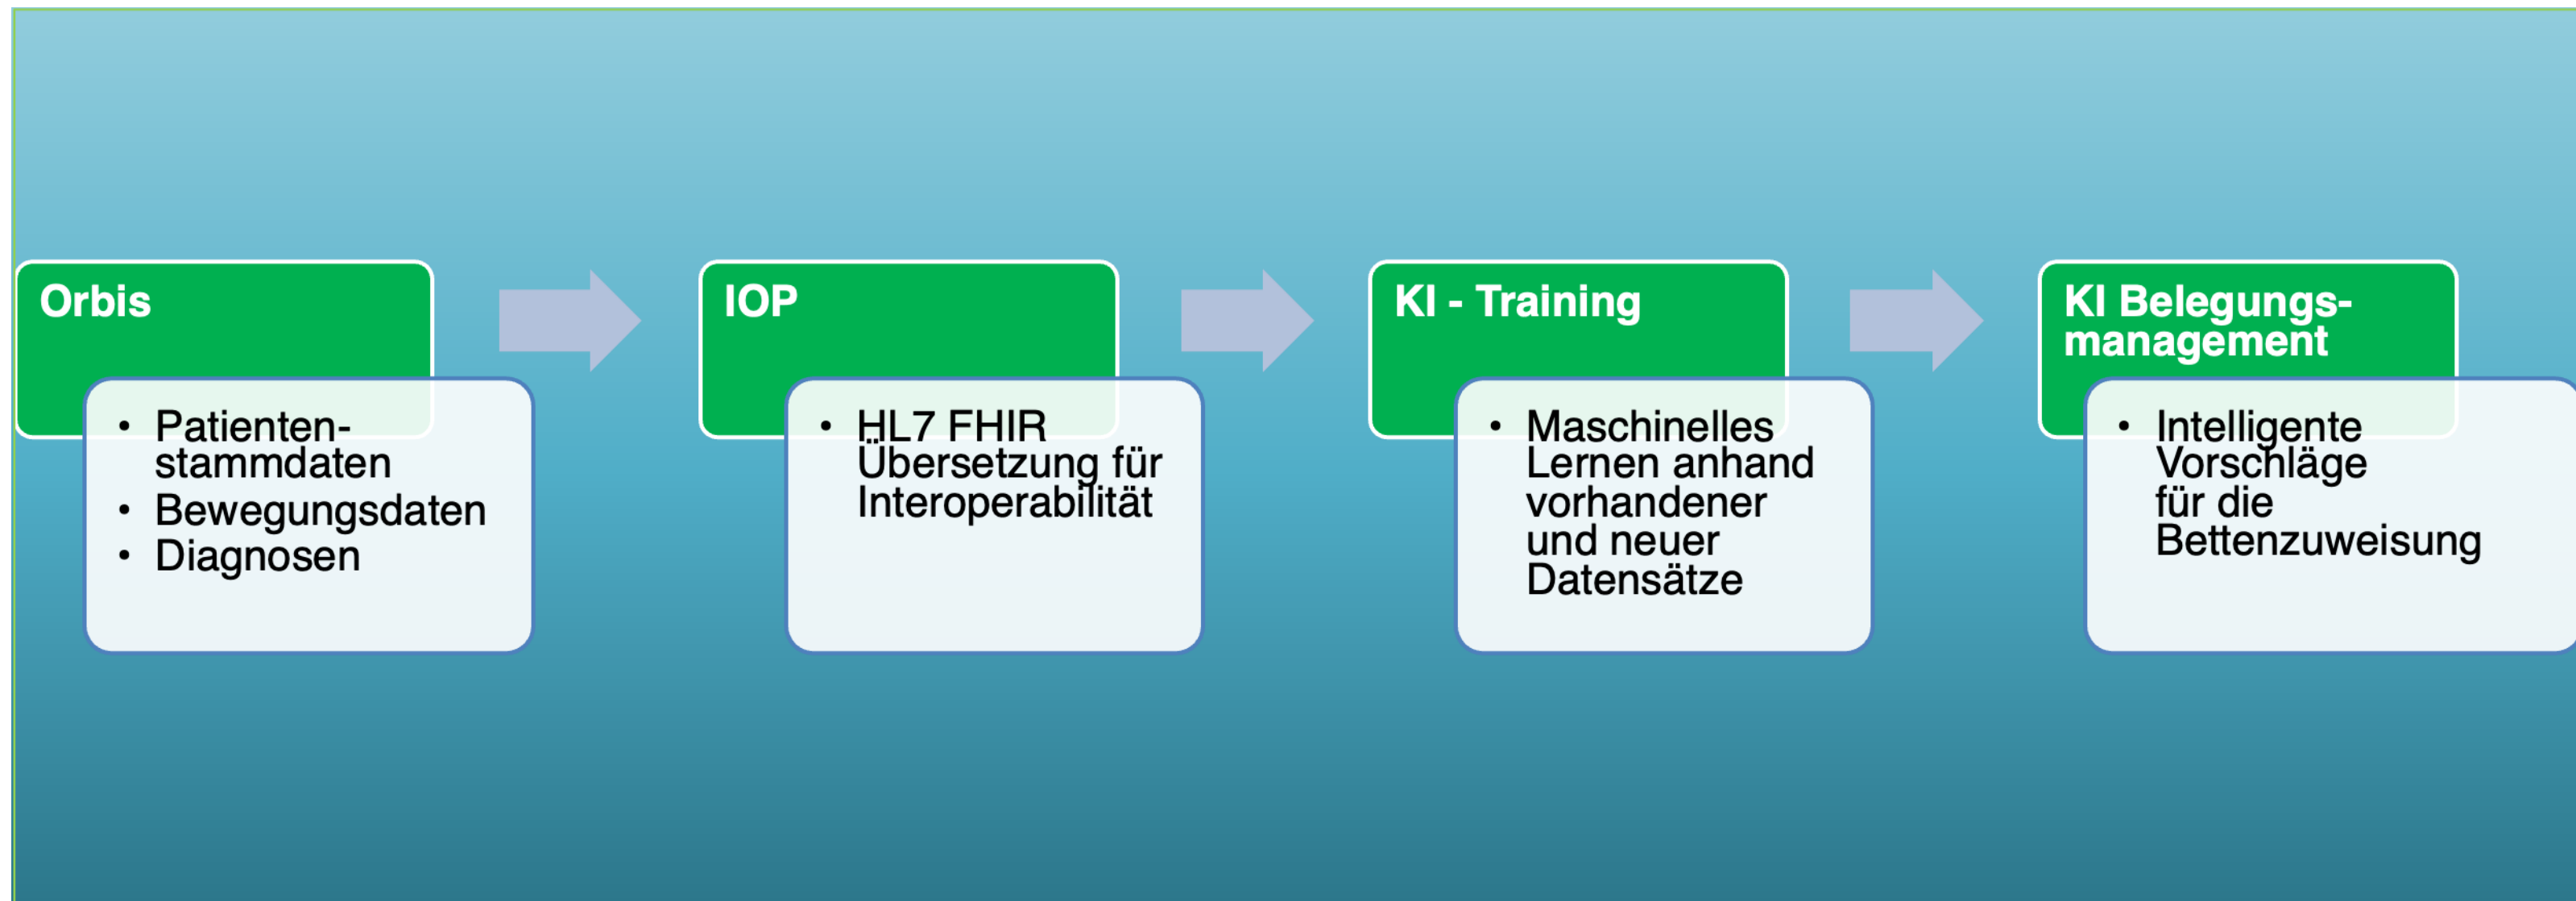 Orbis
• Patienten-
stammdaten
• Bewegungsdaten
• Diagnosen
IOP
• HL7 FHIR
Übersetzung für
Interoperabilität
KI - Training
• Maschinelles
Lernen anhand
vorhandener
und neuer
Datensätze
KI Belegungs-
management
• Intelligente
Vorschläge
für die
Bettenzuweisung